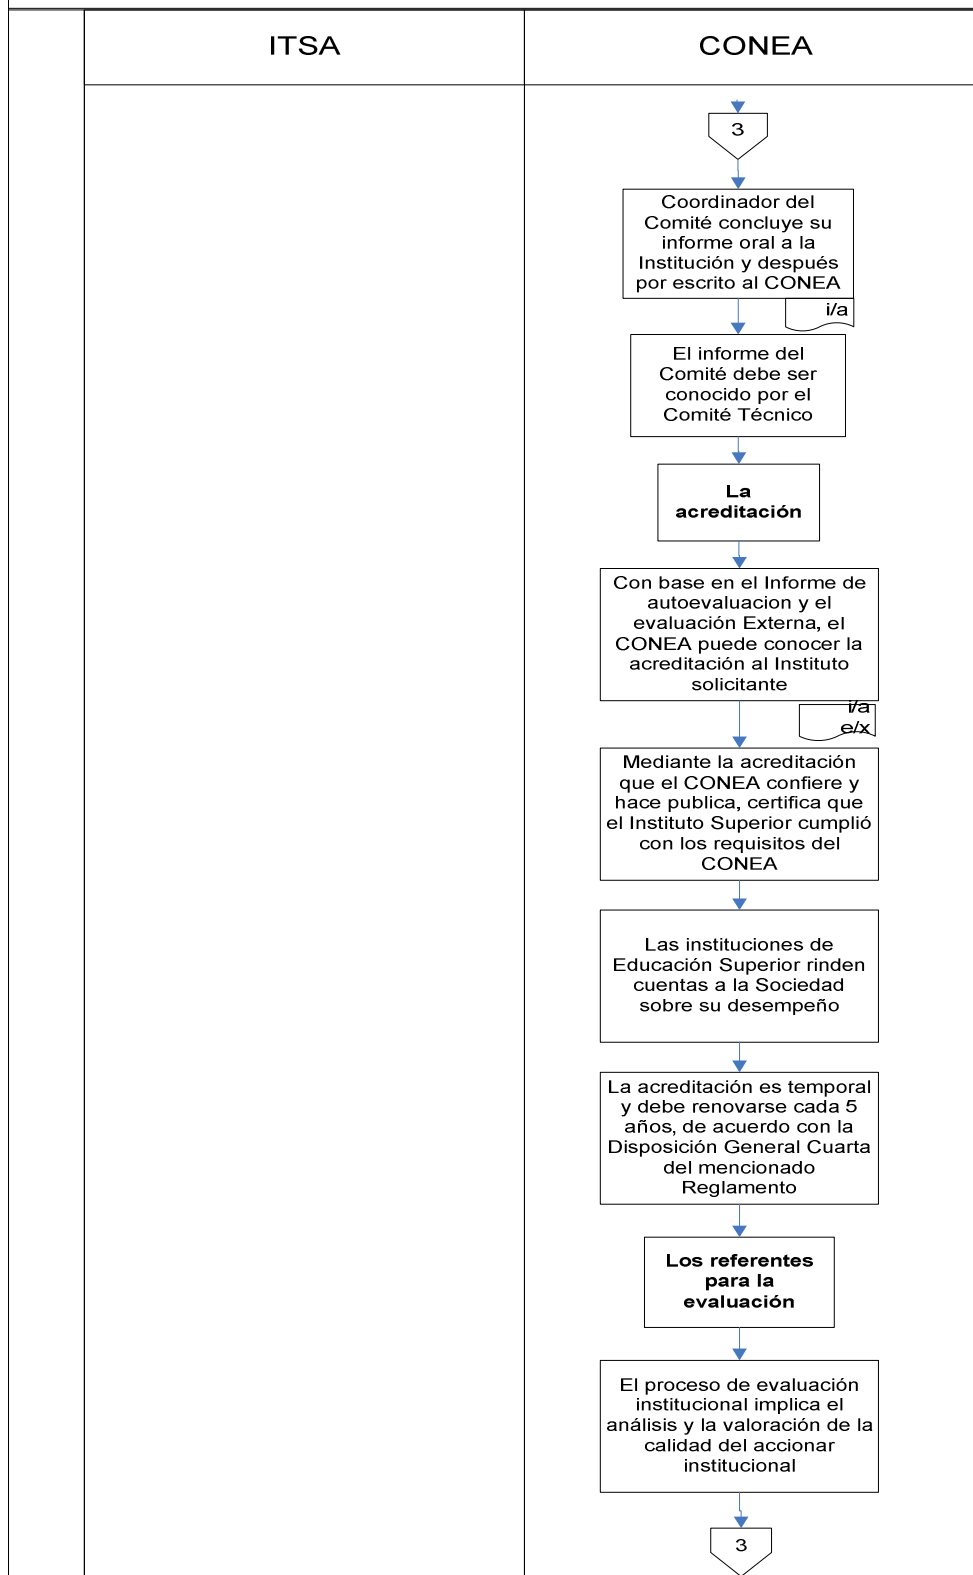 ITSA
CONEA
3
Coordinador del
Comité concluye su
informe oral a la
Institución y después
por escrito al CONEA
i/a
El informe del
Comité debe ser
conocido por el
Comité Técnico
La
acreditación
Con base en el Informe de
autoevaluacion y el
evaluación Externa, el
CONEA puede conocer la
acreditación al Instituto
solicitante
i/a
e/x
Mediante la acreditación
que el CONEA confiere y
hace publica, certifica que
el Instituto Superior cumplió
con los requisitos del
CONEA
Las instituciones de
Educación Superior rinden
cuentas a la Sociedad
sobre su desempeño
La acreditación es temporal
y debe renovarse cada 5
años, de acuerdo con la
Disposición General Cuarta
del mencionado
Reglamento
Los referentes
para la
evaluación
El proceso de evaluación
institucional implica el
análisis y la valoración de la
calidad del accionar
institucional
3